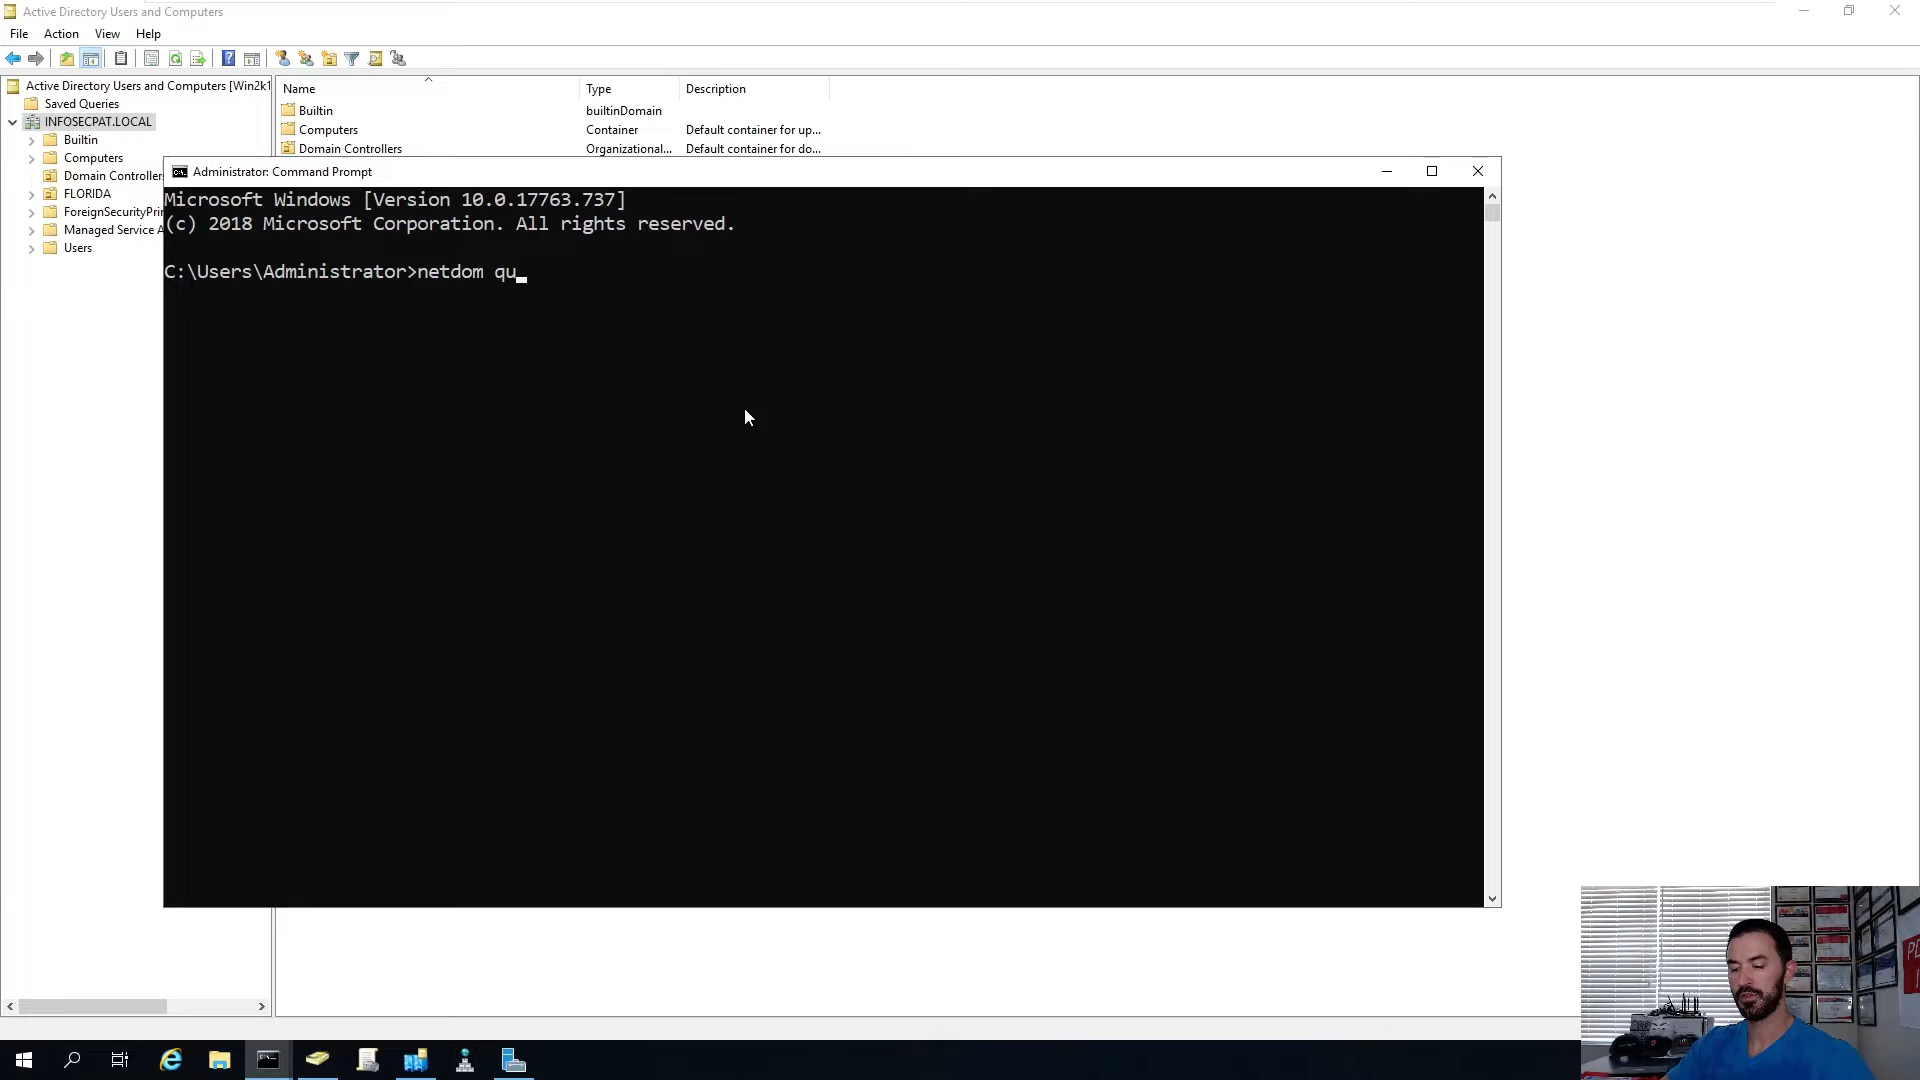 Active Directory Users and Computers
File Action View Help
Active Directory Users and Computers [Win2k1
Saved Queries
INFOSECPAT.LOCAL
Builtin
Computers
Domain Controller
FLORIDA
ForeignSecurityPri
Managed Service A
Users
Name Type Description
Builtin builtinDomain
Computers Container Default container for up...
Domain Controllers Organizational... Default container for do...
Administrator: Command Prompt
Microsoft Windows [Version 10.0.17763.737]
(c) 2018 Microsoft Corporation. All rights reserved.
C:\Users\Administrator>netdom qu